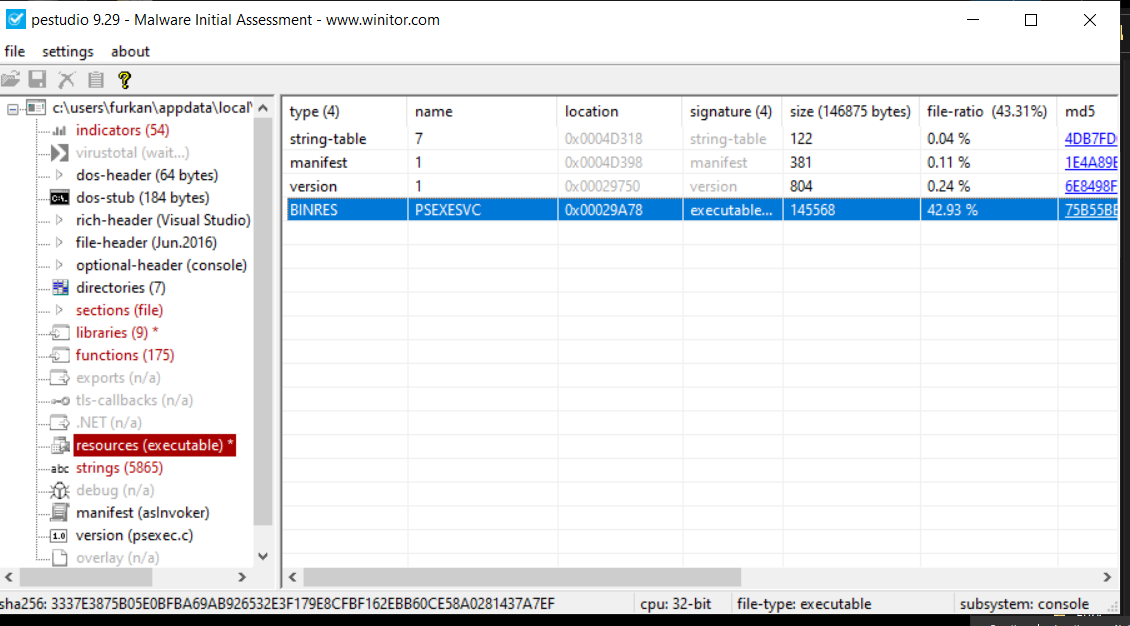 pestudio 9.29 - Malware Initial Assessment - www.winitor.com
file settings about
c:\users\furkan\appdata\local\
indicators (54)
virustotal (wait...)
dos-header (64 bytes)
dos-stub (184 bytes)
rich-header (Visual Studio)
file-header (Jun.2016)
optional-header (console)
directories (7)
sections (file)
libraries (9) *
functions (175)
exports (n/a)
tls-callbacks (n/a)
.NET (n/a)
resources (executable) *
abc strings (5865)
debug (n/a)
manifest (asInvoker)
1.0 version (psexec.c)
overlay (n/a)
type (4) name location signature (4) size (146875 bytes) file-ratio (43.31%) md5
string-table 7 0x0004D318 string-table 122 0.04 % 4DB7FD
manifest 1 0x0004D398 manifest 381 0.11 % 1E4A89E
version 1 0x00029750 version 804 0.24 % 6E8498F
BINRES PSEXESVC 0x00029A78 executable... 145568 42.93 % 75B55BE
sha256: 3337E3875B05E0BFBA69AB926532E3F179E8CFBF162EBB60CE58A0281437A7EF cpu: 32-bit file-type: executable subsystem: console